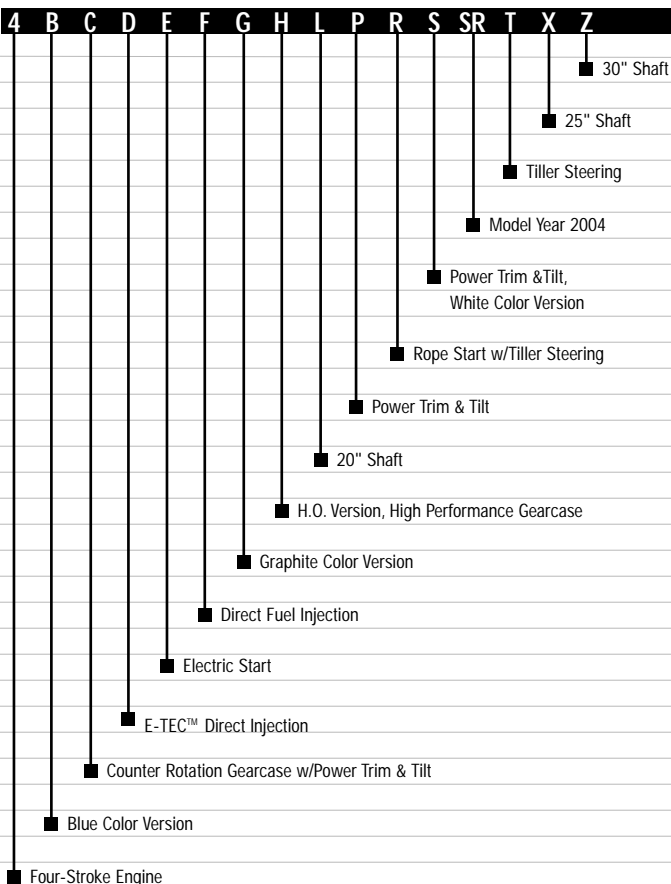 4 B C D E F G H L P R S SR T X Z
30" Shaft
25" Shaft
Tiller Steering
Model Year 2004
Power Trim &Tilt,
White Color Version
Rope Start w/Tiller Steering
Power Trim & Tilt
20" Shaft
H.O. Version, High Performance Gearcase
Graphite Color Version
Direct Fuel Injection
Electric Start
E-TEC™ Direct Injection
Counter Rotation Gearcase w/Power Trim & Tilt
Blue Color Version
Four-Stroke Engine